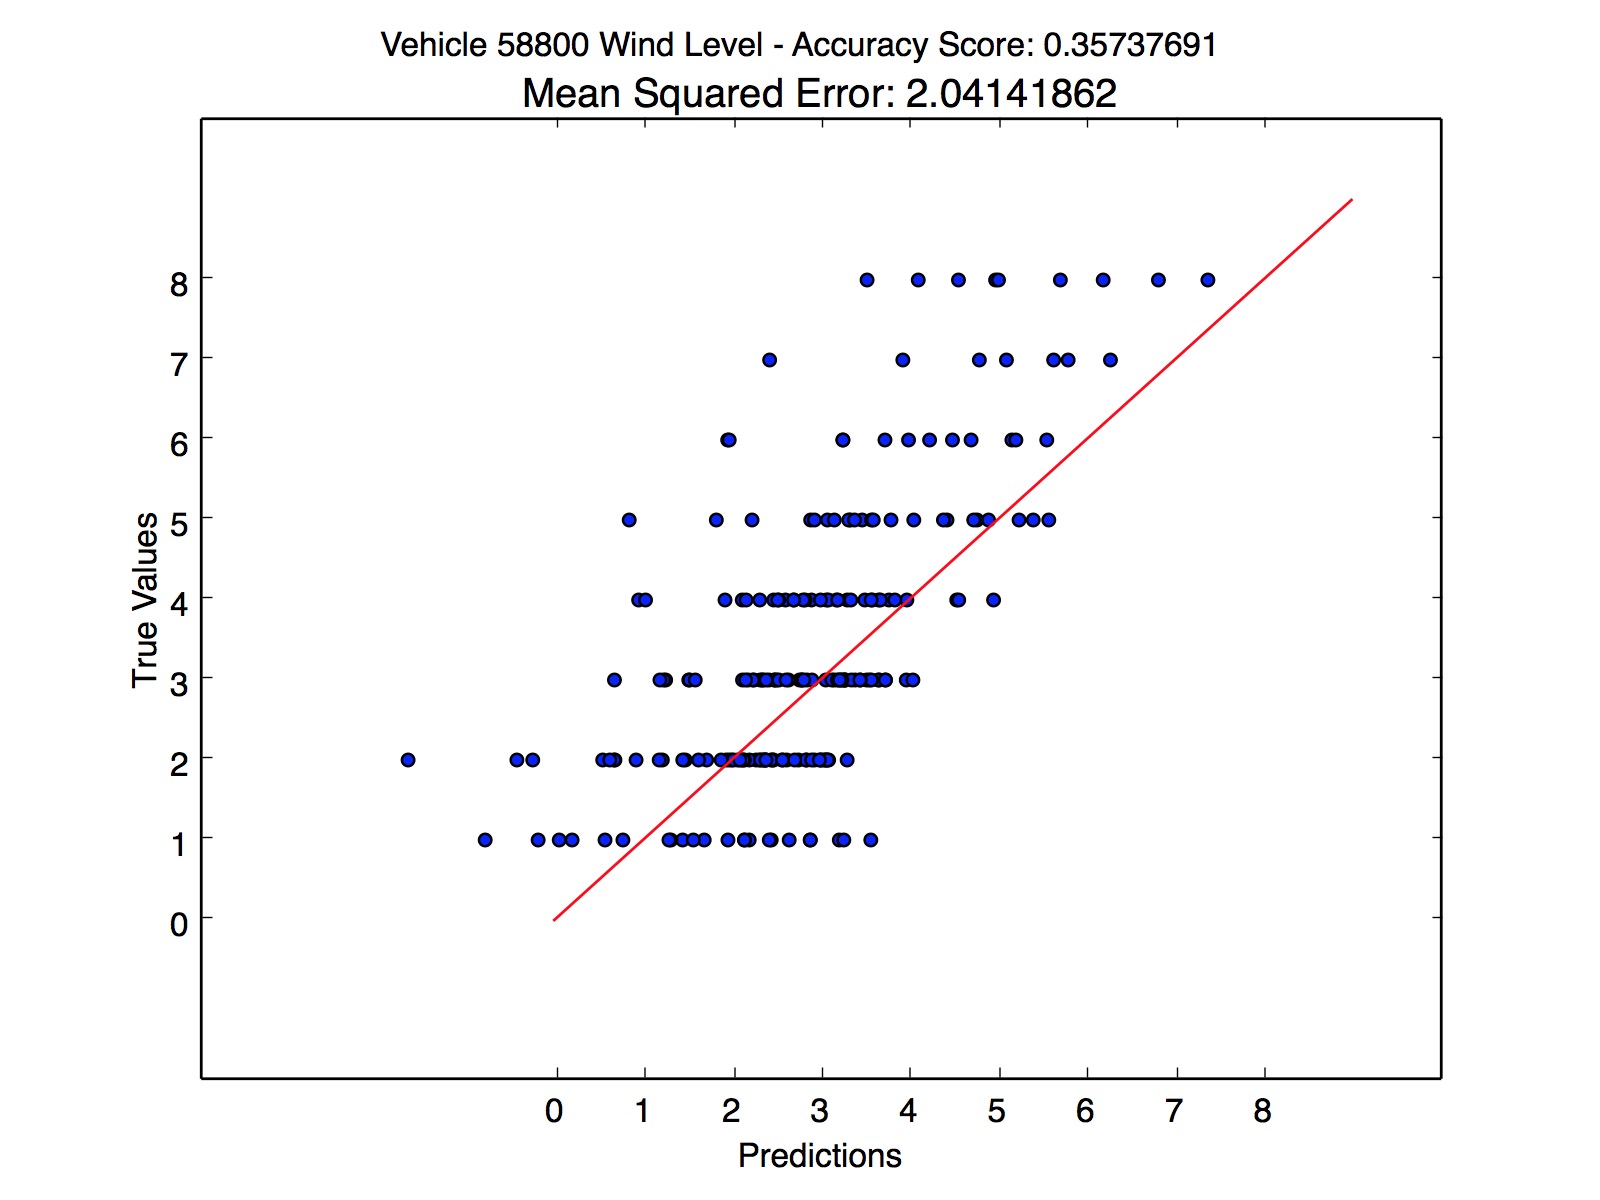 Vehicle 58800 Wind Level - Accuracy Score: 0.35737691
Mean Squared Error: 2.04141862
8
7
6
5
4
3
2
1
0
True Values
0 1 2 3 4 5 6 7 8
Predictions